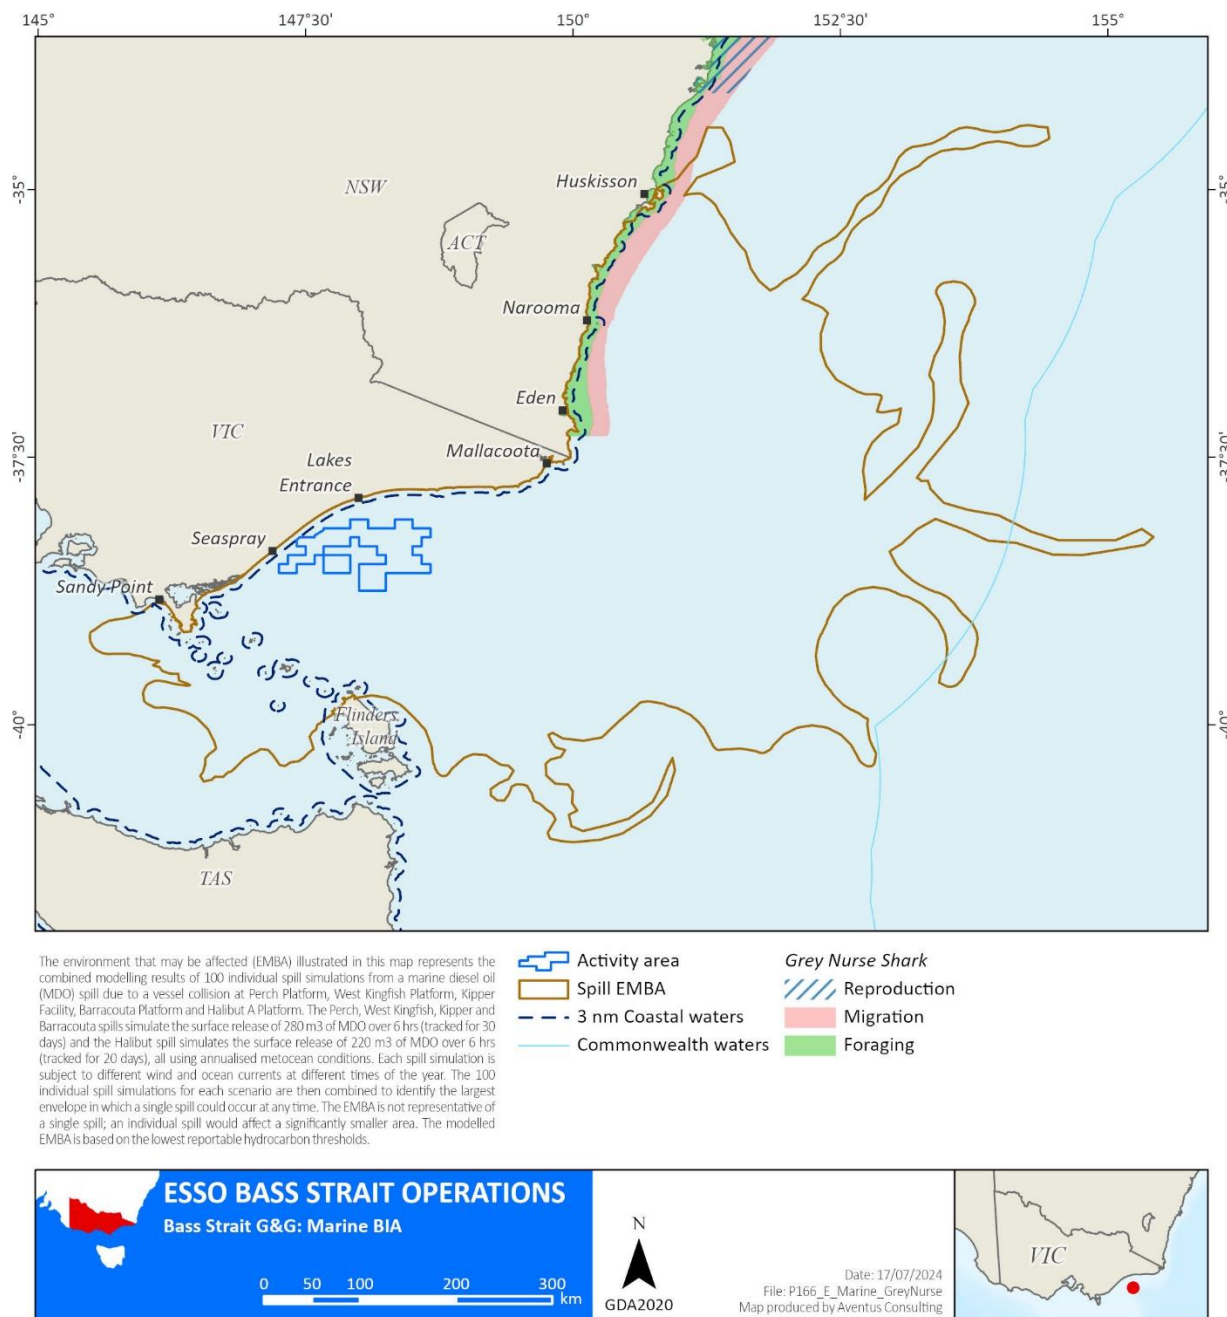 145°
147°30'
150°
152°30'
155°
-35°
-35°
-37°30'
-37°30'
-40°
-40°
NSW
Huskisson
ACT
Narooma
Eden
VIC
Mallacoota
Lakes
Entrance
Seaspray
Sandy Point
Flinders
Island
TAS
The environment that may be affected (EMBA) illustrated in this map represents the
combined modelling results of 100 individual spill simulations from a marine diesel oil
(MDO) spill due to a vessel collision at Perch Platform, West Kingfish Platform, Kipper
Facility, Barracouta Platform and Halibut A Platform. The Perch, West Kingfish, Kipper and
Barracouta spills simulate the surface release of 280 m3 of MDO over 6 hrs (tracked for 30
days) and the Halibut spill simulates the surface release of 220 m3 of MDO over 6 hrs
(tracked for 20 days), all using annualised metocean conditions. Each spill simulation is
subject to different wind and ocean currents at different times of the year. The 100
individual spill simulations for each scenario are then combined to identify the largest
envelope in which a single spill could occur at any time. The EMBA is not representative of
a single spill; an individual spill would affect a significantly smaller area. The modelled
EMBA is based on the lowest reportable hydrocarbon thresholds.
Activity area
Spill EMBA
3 nm Coastal waters
Commonwealth waters
Grey Nurse Shark
Reproduction
Migration
Foraging
ESSO BASS STRAIT OPERATIONS
Bass Strait G&G: Marine BIA
0 50 100 200 300
km
N
GDA2020
Date: 17/07/2024
File: P166_E_Marine_GreyNurse
Map produced by Aventus Consulting
VIC